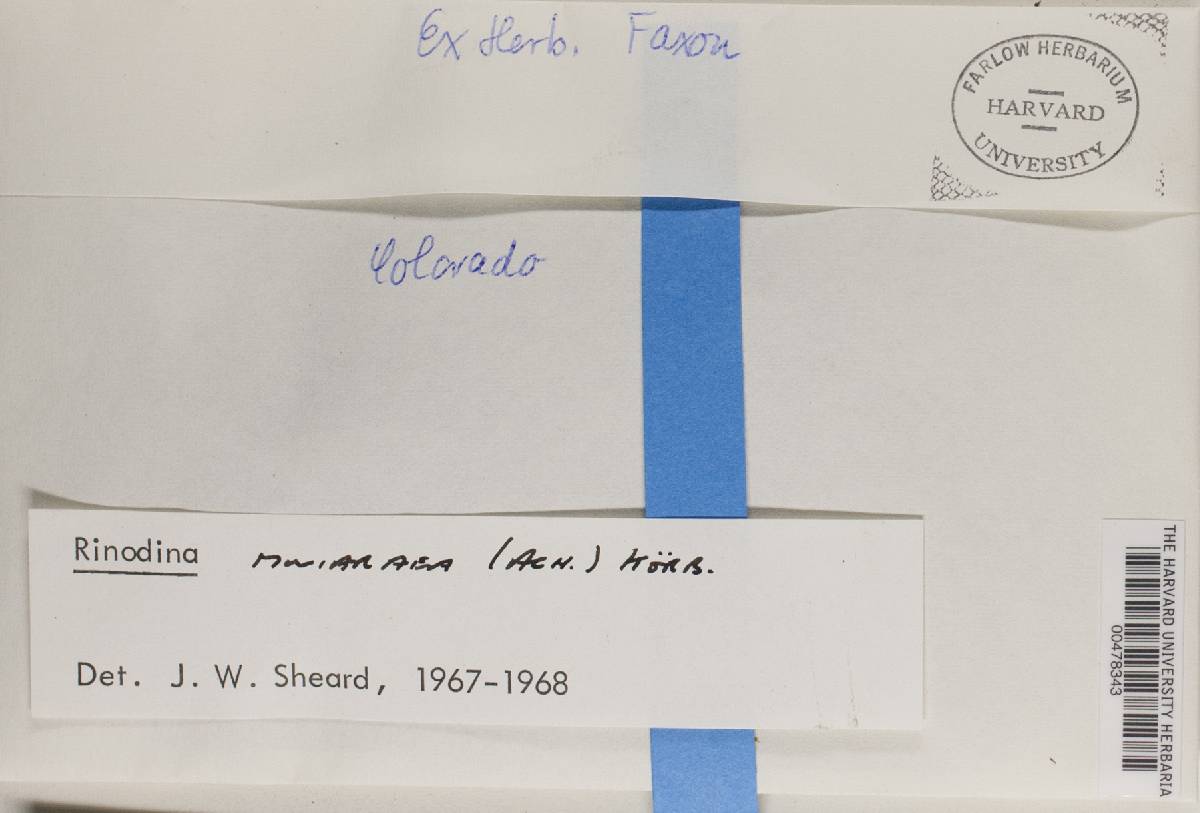 Ex Herb. Faxon
FARLOW HERBARIUM
HARVARD
UNIVERSITY
Colorado
Rinodina mniaraea (Ach.) Körb.
Det. J. W. Sheard, 1967-1968
THE HARVARD UNIVERSITY HERBARIA
00478343